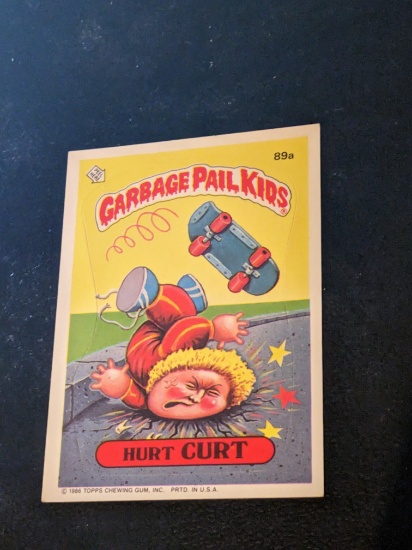 89a
GARBAGE PAIL KIDS
HURT CURT
© 1986 TOPPS CHEWING GUM, INC. PRTD. IN U.S.A.